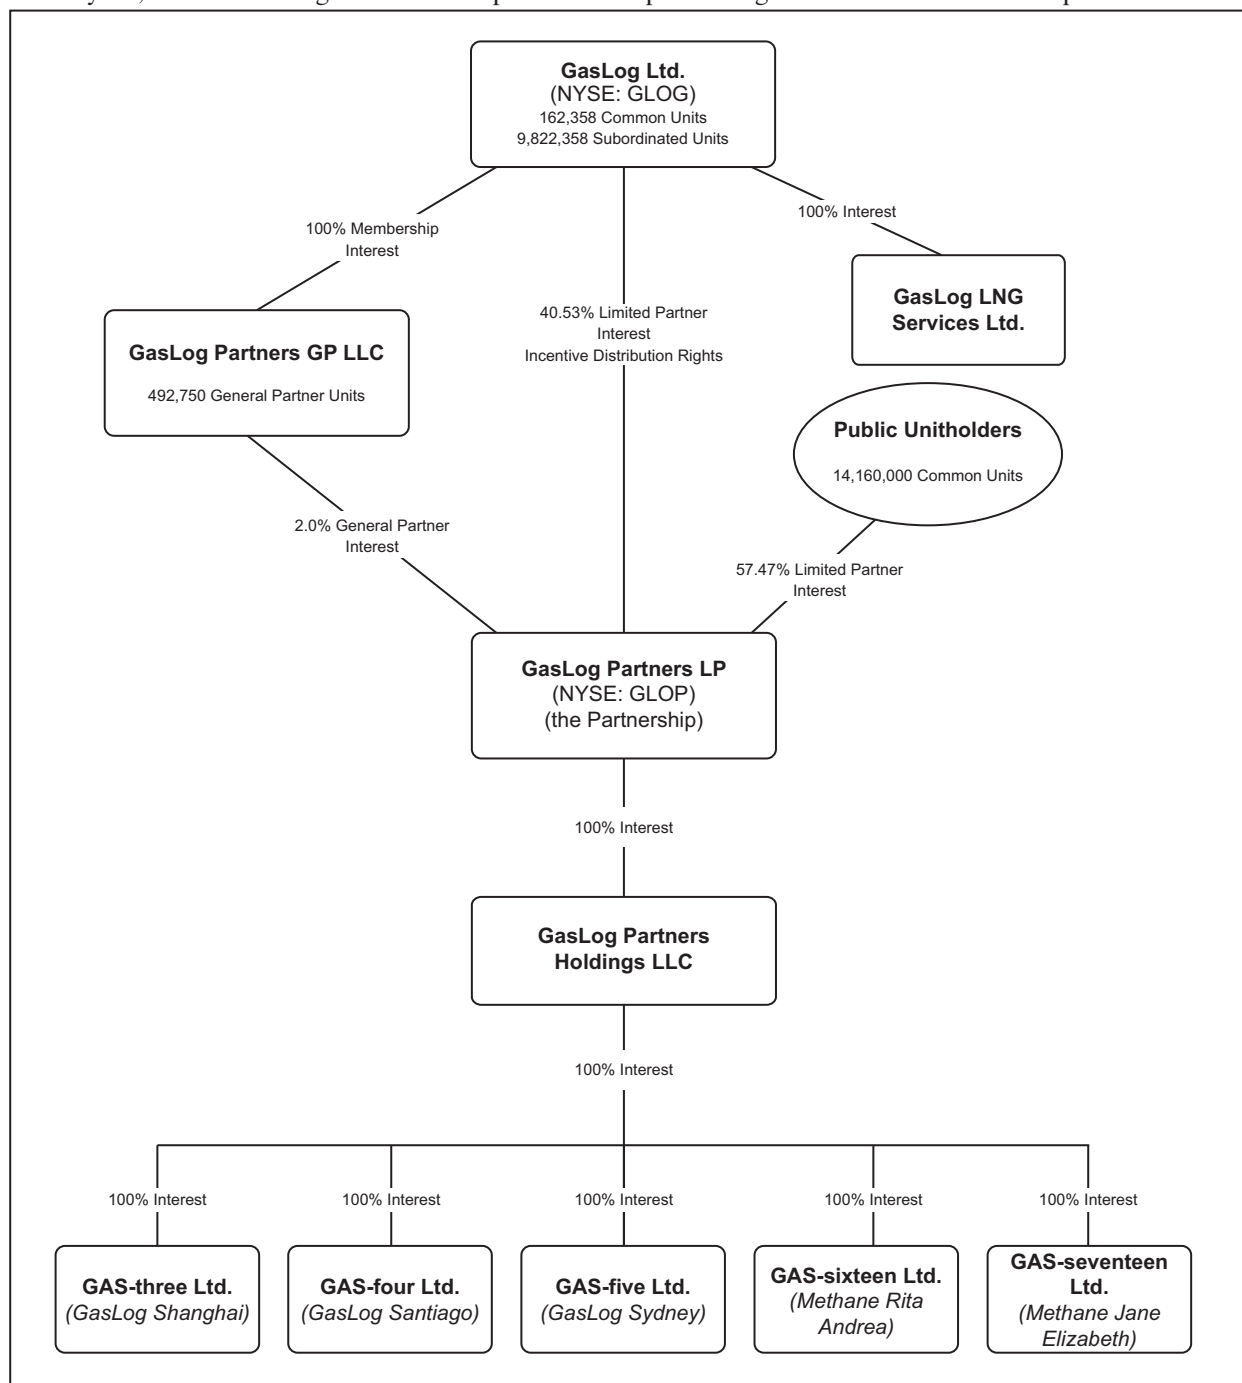 GasLog Ltd.
(NYSE: GLOG)
162,358 Common Units
9,822,358 Subordinated Units
100% Membership
Interest
100% Interest
40.53% Limited Partner
Interest
Incentive Distribution Rights
GasLog LNG
Services Ltd.
GasLog Partners GP LLC
492,750 General Partner Units
Public Unitholders
14,160,000 Common Units
2.0% General Partner
Interest
57.47% Limited Partner
Interest
GasLog Partners LP
(NYSE: GLOP)
(the Partnership)
100% Interest
GasLog Partners
Holdings LLC
100% Interest
100% Interest
100% Interest
100% Interest
100% Interest
100% Interest
GAS-three Ltd.
(GasLog Shanghai)
GAS-four Ltd.
(GasLog Santiago)
GAS-five Ltd.
(GasLog Sydney)
GAS-sixteen Ltd.
(Methane Rita
Andrea)
GAS-seventeen
Ltd.
(Methane Jane
Elizabeth)